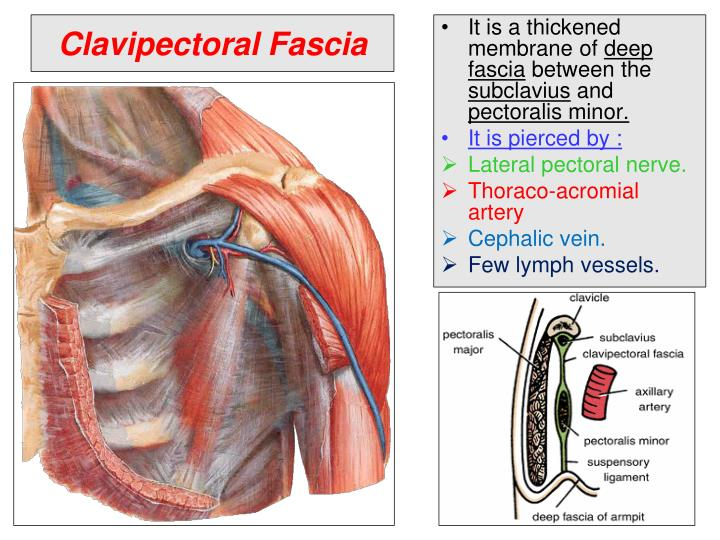 Clavipectoral Fascia
• It is a thickened
membrane of deep
fascia between the
subclavius and
pectoralis minor.
• It is pierced by :
➢ Lateral pectoral nerve.
➢ Thoraco-acromial
artery
➢ Cephalic vein.
➢ Few lymph vessels.
clavicle
pectoralis
major
subclavius
clavipectoral fascia
axillary
artery
pectoralis minor
suspensory
ligament
deep fascia of armpit